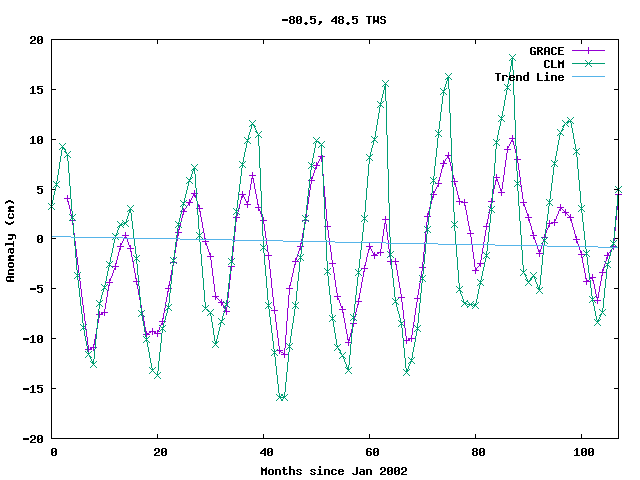 -80.5, 48.5 TWS
GRACE
CLM
Trend Line
20
15
10
5
0
-5
-10
-15
-20
Anomaly (cm)
0 20 40 60 80 100
Months since Jan 2002